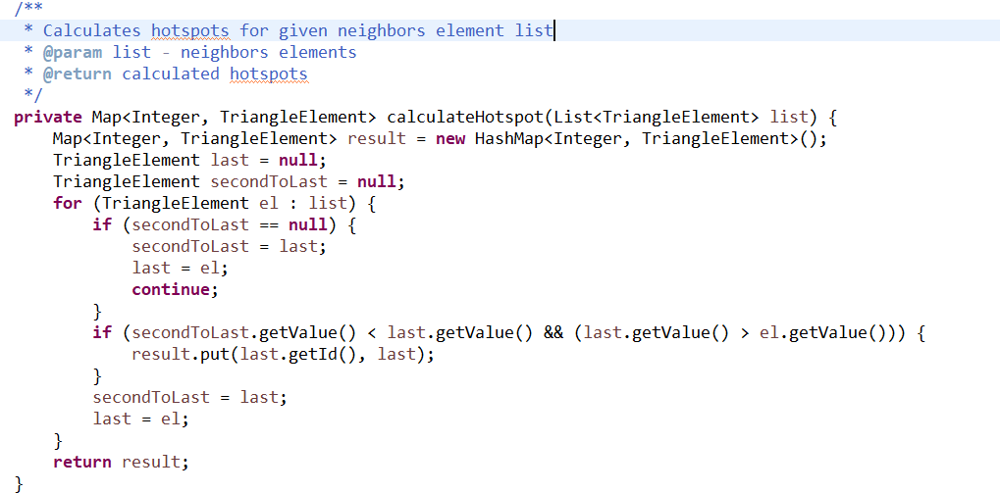 /**
 * Calculates hotspots for given neighbors element list
 * @param list - neighbors elements
 * @return calculated hotspots
 */
private Map<Integer, TriangleElement> calculateHotspot(List<TriangleElement> list) {
    Map<Integer, TriangleElement> result = new HashMap<Integer, TriangleElement>();
    TriangleElement last = null;
    TriangleElement secondToLast = null;
    for (TriangleElement el : list) {
        if (secondToLast == null) {
            secondToLast = last;
            last = el;
            continue;
        }
        if (secondToLast.getValue() < last.getValue() && (last.getValue() > el.getValue())) {
            result.put(last.getId(), last);
        }
        secondToLast = last;
        last = el;
    }
    return result;
}